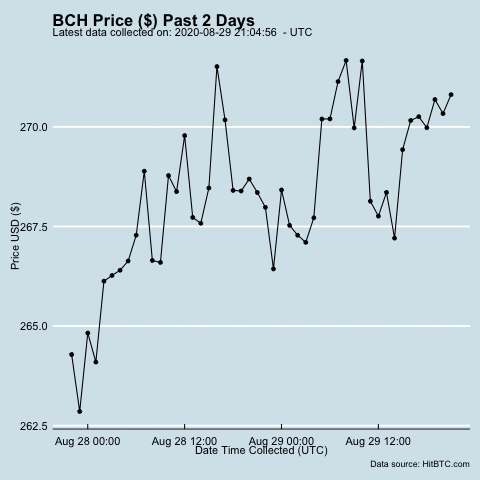 BCH Price ($) Past 2 Days
Latest data collected on: 2020-08-29 21:04:56 - UTC
270.0
267.5
265.0
262.5
Price USD ($)
Aug 28 00:00 Aug 28 12:00 Aug 29 00:00 Aug 29 12:00
Date Time Collected (UTC)
Data source: HitBTC.com